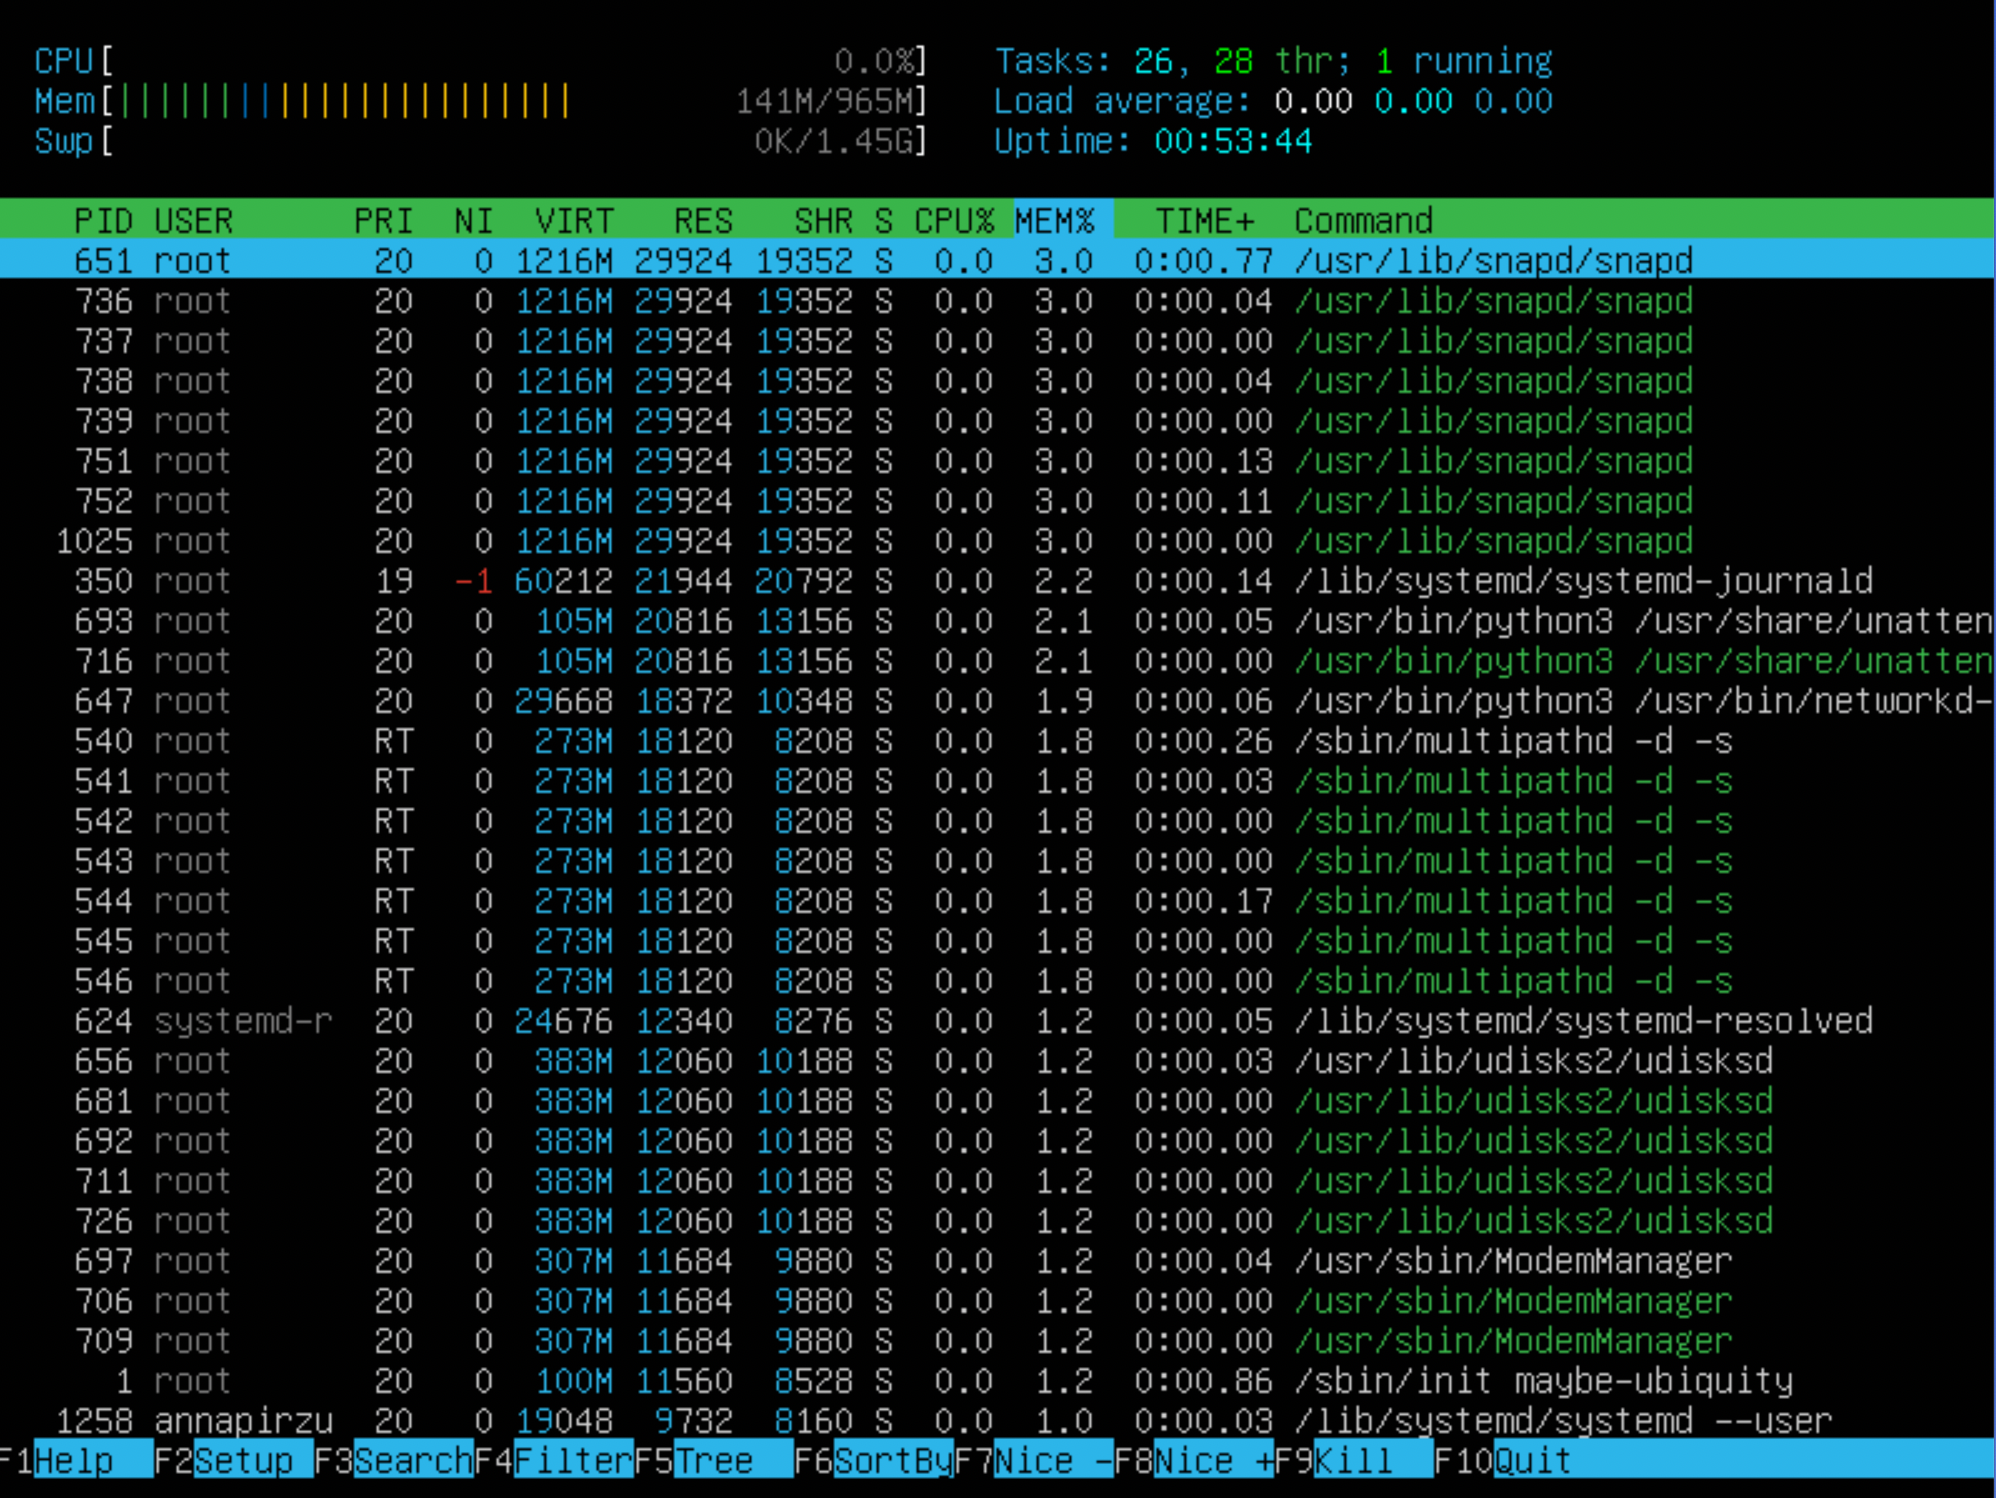 CPU[ 0.0%] Tasks: 26, 28 thr; 1 running
Mem[|||||||||||||||||||||||| 141M/965M] Load average: 0.00 0.00 0.00
Swp[ 0K/1.45G] Uptime: 00:53:44
PID USER PRI NI VIRT RES SHR S CPU% MEM% TIME+ Command
651 root 20 0 1216M 29924 19352 S 0.0 3.0 0:00.77 /usr/lib/snapd/snapd
736 root 20 0 1216M 29924 19352 S 0.0 3.0 0:00.04 /usr/lib/snapd/snapd
737 root 20 0 1216M 29924 19352 S 0.0 3.0 0:00.00 /usr/lib/snapd/snapd
738 root 20 0 1216M 29924 19352 S 0.0 3.0 0:00.04 /usr/lib/snapd/snapd
739 root 20 0 1216M 29924 19352 S 0.0 3.0 0:00.00 /usr/lib/snapd/snapd
751 root 20 0 1216M 29924 19352 S 0.0 3.0 0:00.13 /usr/lib/snapd/snapd
752 root 20 0 1216M 29924 19352 S 0.0 3.0 0:00.11 /usr/lib/snapd/snapd
1025 root 20 0 1216M 29924 19352 S 0.0 3.0 0:00.00 /usr/lib/snapd/snapd
350 root 19 -1 60212 21944 20792 S 0.0 2.2 0:00.14 /lib/systemd/systemd-journald
693 root 20 0 105M 20816 13156 S 0.0 2.1 0:00.05 /usr/bin/python3 /usr/share/unatten
716 root 20 0 105M 20816 13156 S 0.0 2.1 0:00.00 /usr/bin/python3 /usr/share/unatten
647 root 20 0 29668 18372 10348 S 0.0 1.9 0:00.06 /usr/bin/python3 /usr/bin/networkd-
540 root RT 0 273M 18120 8208 S 0.0 1.8 0:00.26 /sbin/multipathd -d -s
541 root RT 0 273M 18120 8208 S 0.0 1.8 0:00.03 /sbin/multipathd -d -s
542 root RT 0 273M 18120 8208 S 0.0 1.8 0:00.00 /sbin/multipathd -d -s
543 root RT 0 273M 18120 8208 S 0.0 1.8 0:00.00 /sbin/multipathd -d -s
544 root RT 0 273M 18120 8208 S 0.0 1.8 0:00.17 /sbin/multipathd -d -s
545 root RT 0 273M 18120 8208 S 0.0 1.8 0:00.00 /sbin/multipathd -d -s
546 root RT 0 273M 18120 8208 S 0.0 1.8 0:00.00 /sbin/multipathd -d -s
624 systemd-r 20 0 24676 12340 8276 S 0.0 1.2 0:00.05 /lib/systemd/systemd-resolved
656 root 20 0 383M 12060 10188 S 0.0 1.2 0:00.03 /usr/lib/udisks2/udisksd
681 root 20 0 383M 12060 10188 S 0.0 1.2 0:00.00 /usr/lib/udisks2/udisksd
692 root 20 0 383M 12060 10188 S 0.0 1.2 0:00.00 /usr/lib/udisks2/udisksd
711 root 20 0 383M 12060 10188 S 0.0 1.2 0:00.00 /usr/lib/udisks2/udisksd
726 root 20 0 383M 12060 10188 S 0.0 1.2 0:00.00 /usr/lib/udisks2/udisksd
697 root 20 0 307M 11684 9880 S 0.0 1.2 0:00.04 /usr/sbin/ModemManager
706 root 20 0 307M 11684 9880 S 0.0 1.2 0:00.00 /usr/sbin/ModemManager
709 root 20 0 307M 11684 9880 S 0.0 1.2 0:00.00 /usr/sbin/ModemManager
1 root 20 0 100M 11560 8528 S 0.0 1.2 0:00.86 /sbin/init maybe-ubiquity
1258 annapirzu 20 0 19048 9732 8160 S 0.0 1.0 0:00.03 /lib/systemd/systemd --user
F1Help F2Setup F3SearchF4FilterF5Tree F6SortByF7Nice -F8Nice +F9Kill F10Quit